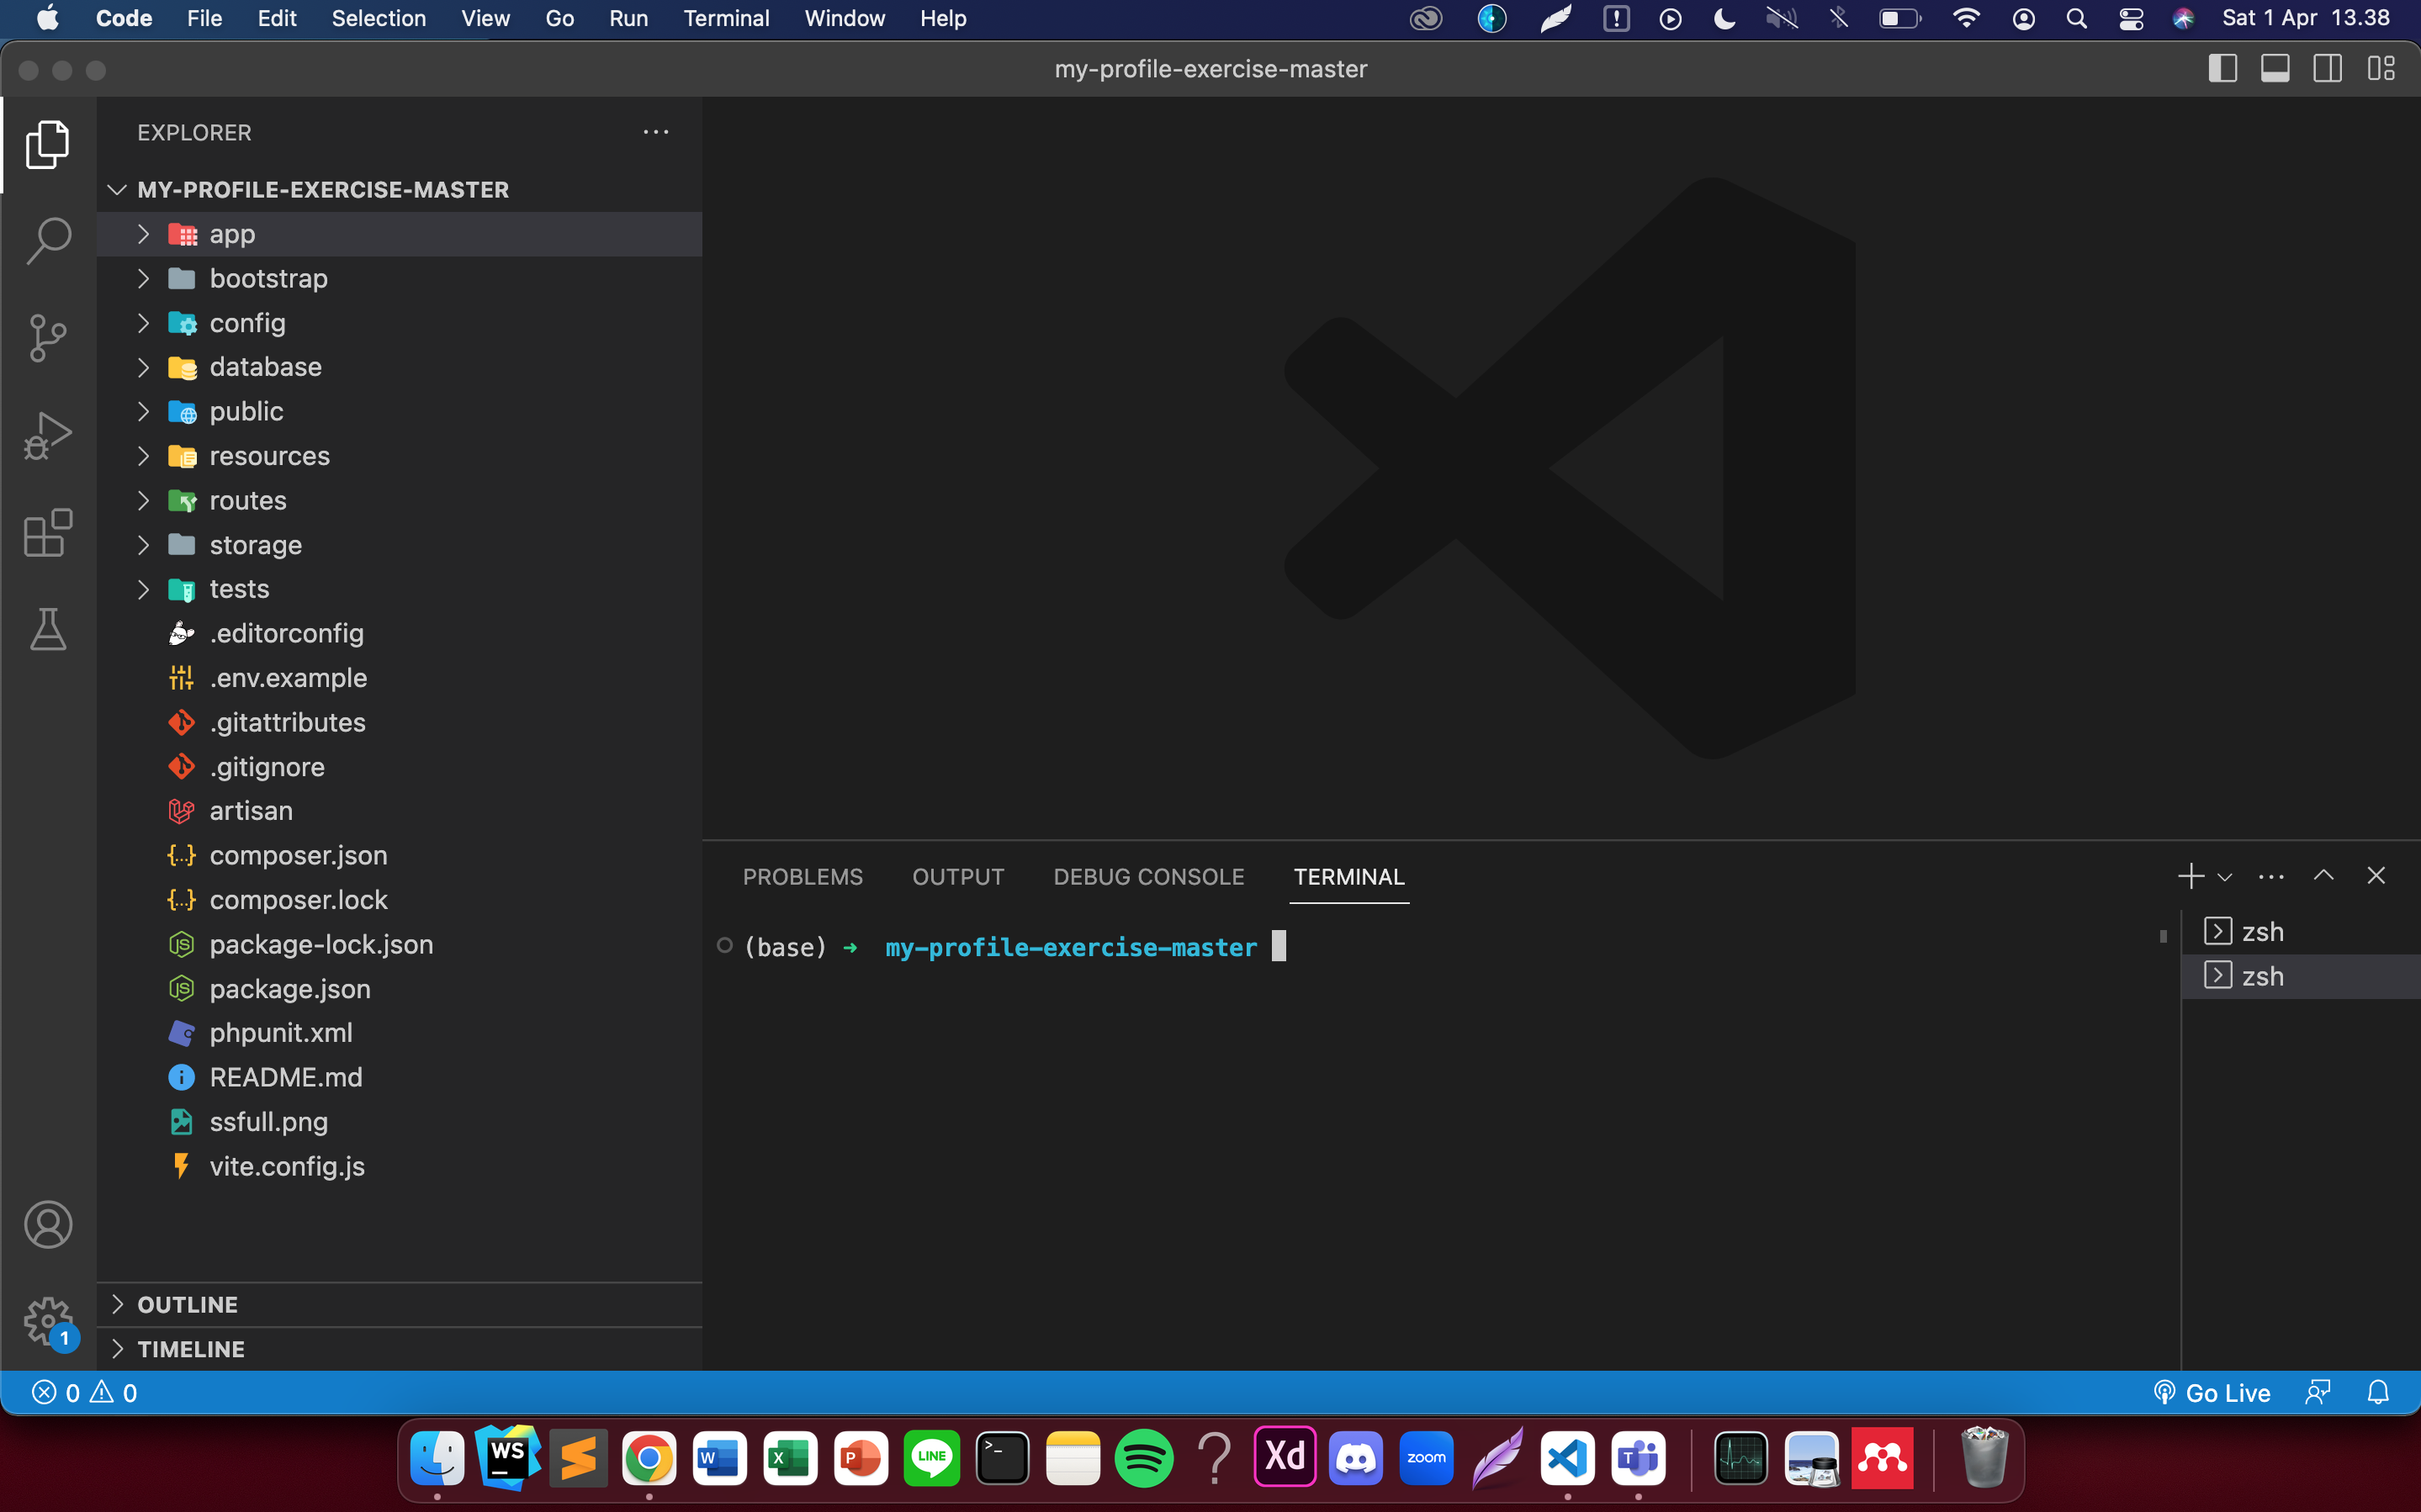 Code File Edit Selection View Go Run Terminal Window Help Sat 1 Apr 13.38
my-profile-exercise-master
EXPLORER
MY-PROFILE-EXERCISE-MASTER
app
bootstrap
config
database
public
resources
routes
storage
tests
.editorconfig
.env.example
.gitattributes
.gitignore
artisan
{...} composer.json
{...} composer.lock
JS package-lock.json
JS package.json
phpunit.xml
README.md
ssfull.png
vite.config.js
OUTLINE
TIMELINE
PROBLEMS OUTPUT DEBUG CONSOLE TERMINAL
(base) → my-profile-exercise-master
zsh
zsh
1
0 0 Go Live
WS W X P LINE >_ Xd zoom T